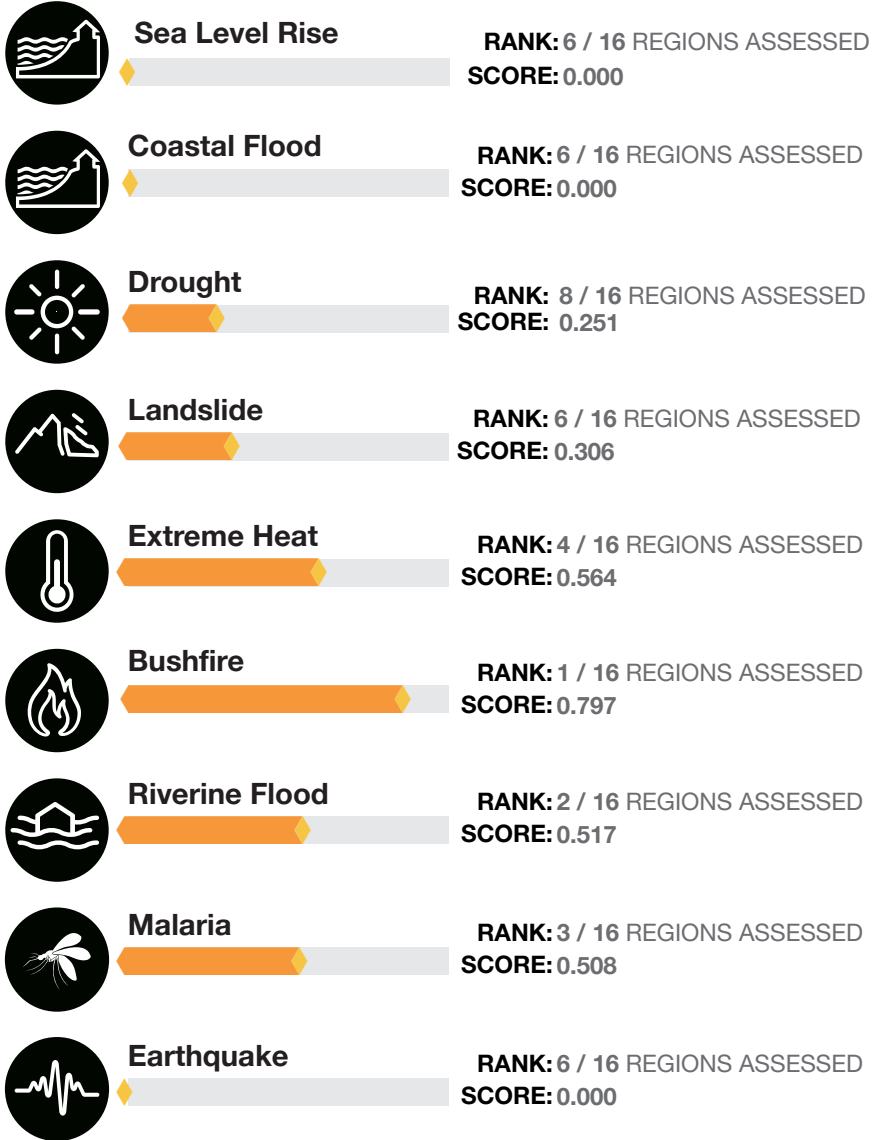 Sea Level Rise
RANK: 6 / 16 REGIONS ASSESSED
SCORE: 0.000
Coastal Flood
RANK: 6 / 16 REGIONS ASSESSED
SCORE: 0.000
Drought
RANK: 8 / 16 REGIONS ASSESSED
SCORE: 0.251
Landslide
RANK: 6 / 16 REGIONS ASSESSED
SCORE: 0.306
Extreme Heat
RANK: 4 / 16 REGIONS ASSESSED
SCORE: 0.564
Bushfire
RANK: 1 / 16 REGIONS ASSESSED
SCORE: 0.797
Riverine Flood
RANK: 2 / 16 REGIONS ASSESSED
SCORE: 0.517
Malaria
RANK: 3 / 16 REGIONS ASSESSED
SCORE: 0.508
Earthquake
RANK: 6 / 16 REGIONS ASSESSED
SCORE: 0.000